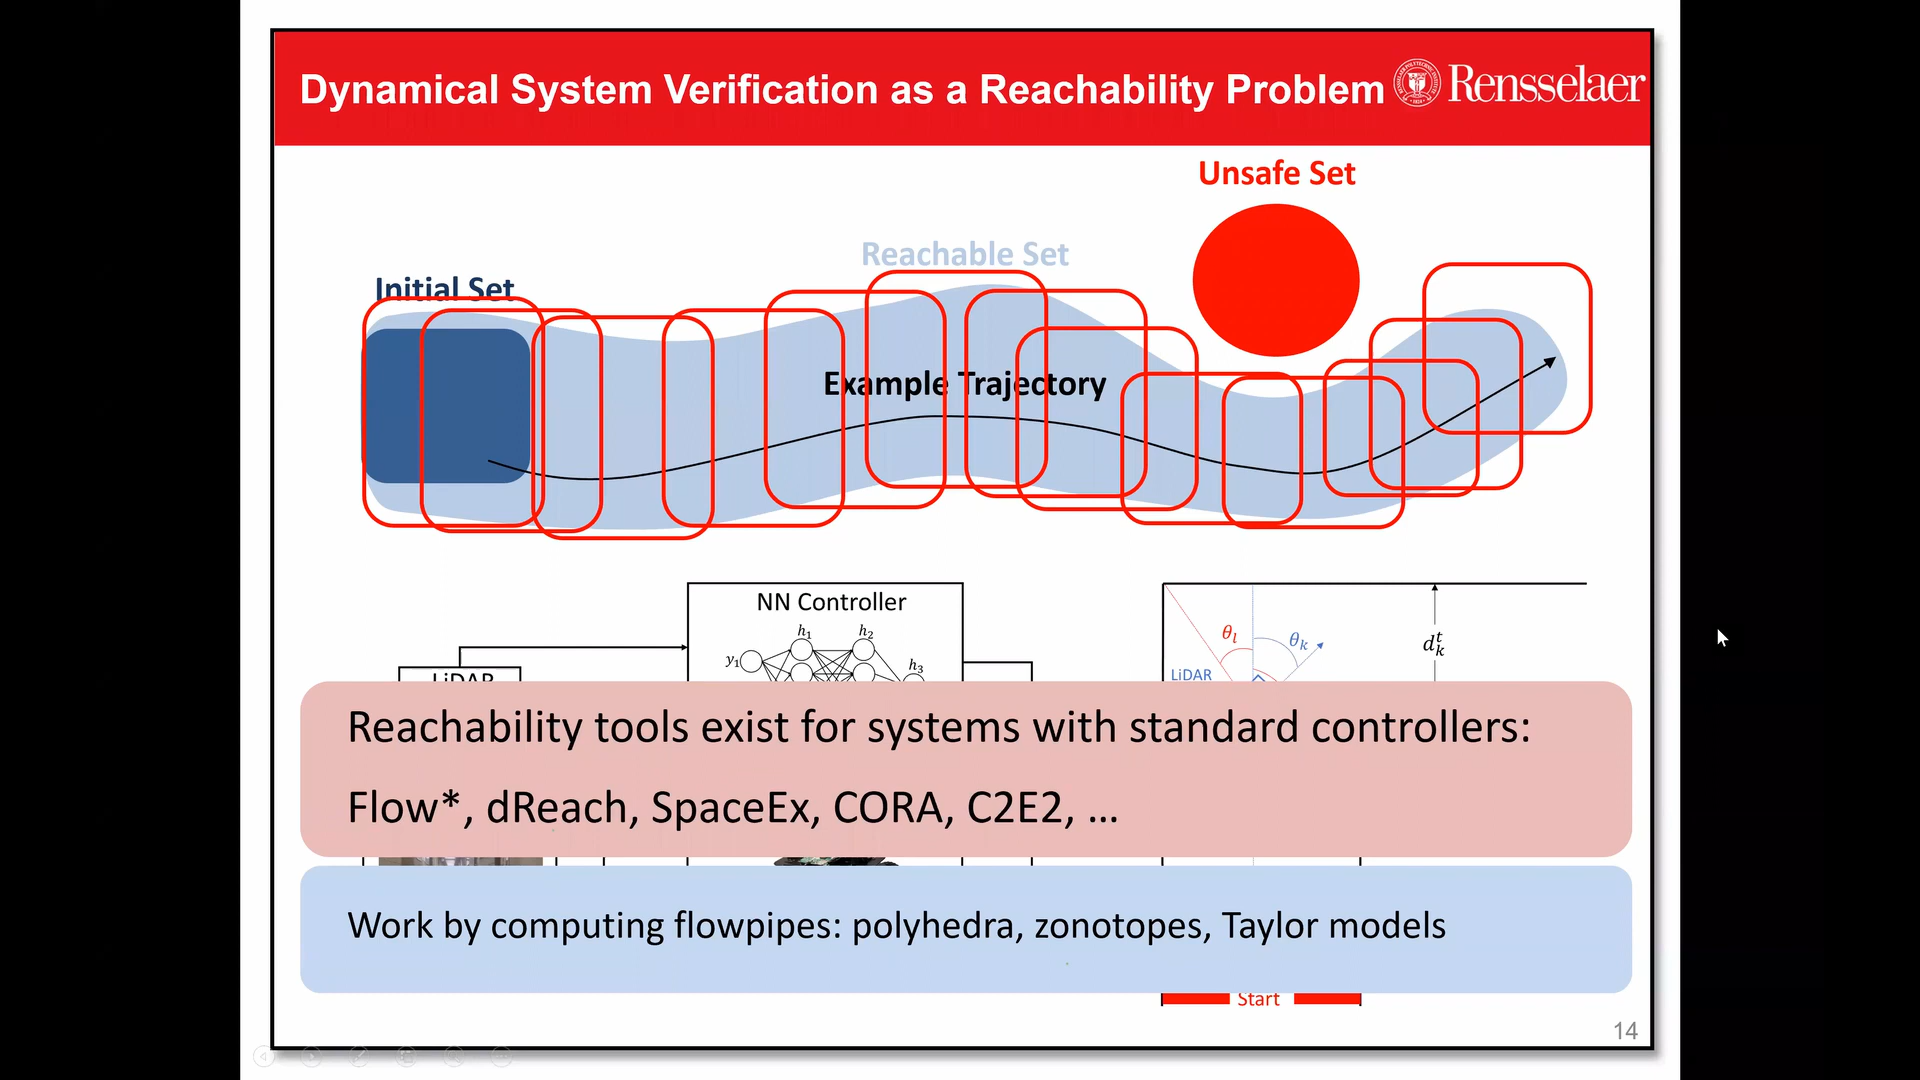 Dynamical System Verification as a Reachability Problem
Rensselaer
Unsafe Set
Reachable Set
Initial Set
Example Trajectory
NN Controller
h₁
h₂
y₁
h₃
LiDAR
θₗ
θₖ
dₖᵗ
LiDAR
Reachability tools exist for systems with standard controllers:
Flow*, dReach, SpaceEx, CORA, C2E2, ...
Work by computing flowpipes: polyhedra, zonotopes, Taylor models
Start
14